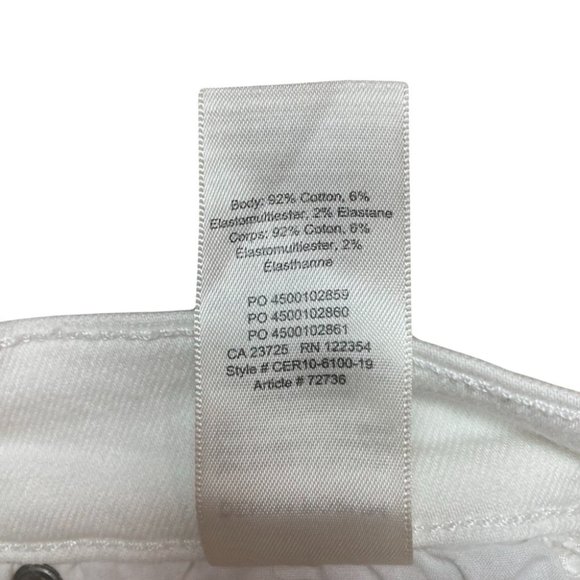 Body: 92% Cotton, 6%
Elastomultiester, 2% Elastane
Corps: 92% Coton, 6%
Élastomultiester, 2%
Élasthanne
PO 4500102859
PO 4500102860
PO 4500102861
CA 23725 RN 122354
Style # CER10-6100-19
Article # 72736